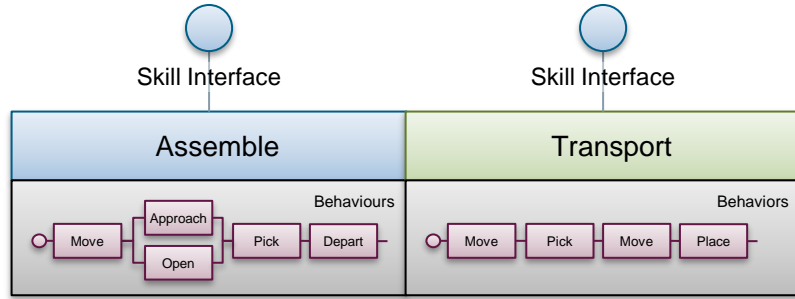 Skill Interface
Skill Interface
Assemble
Transport
Behaviours
Move
Approach
Open
Pick
Depart
Behaviors
Move
Pick
Move
Place